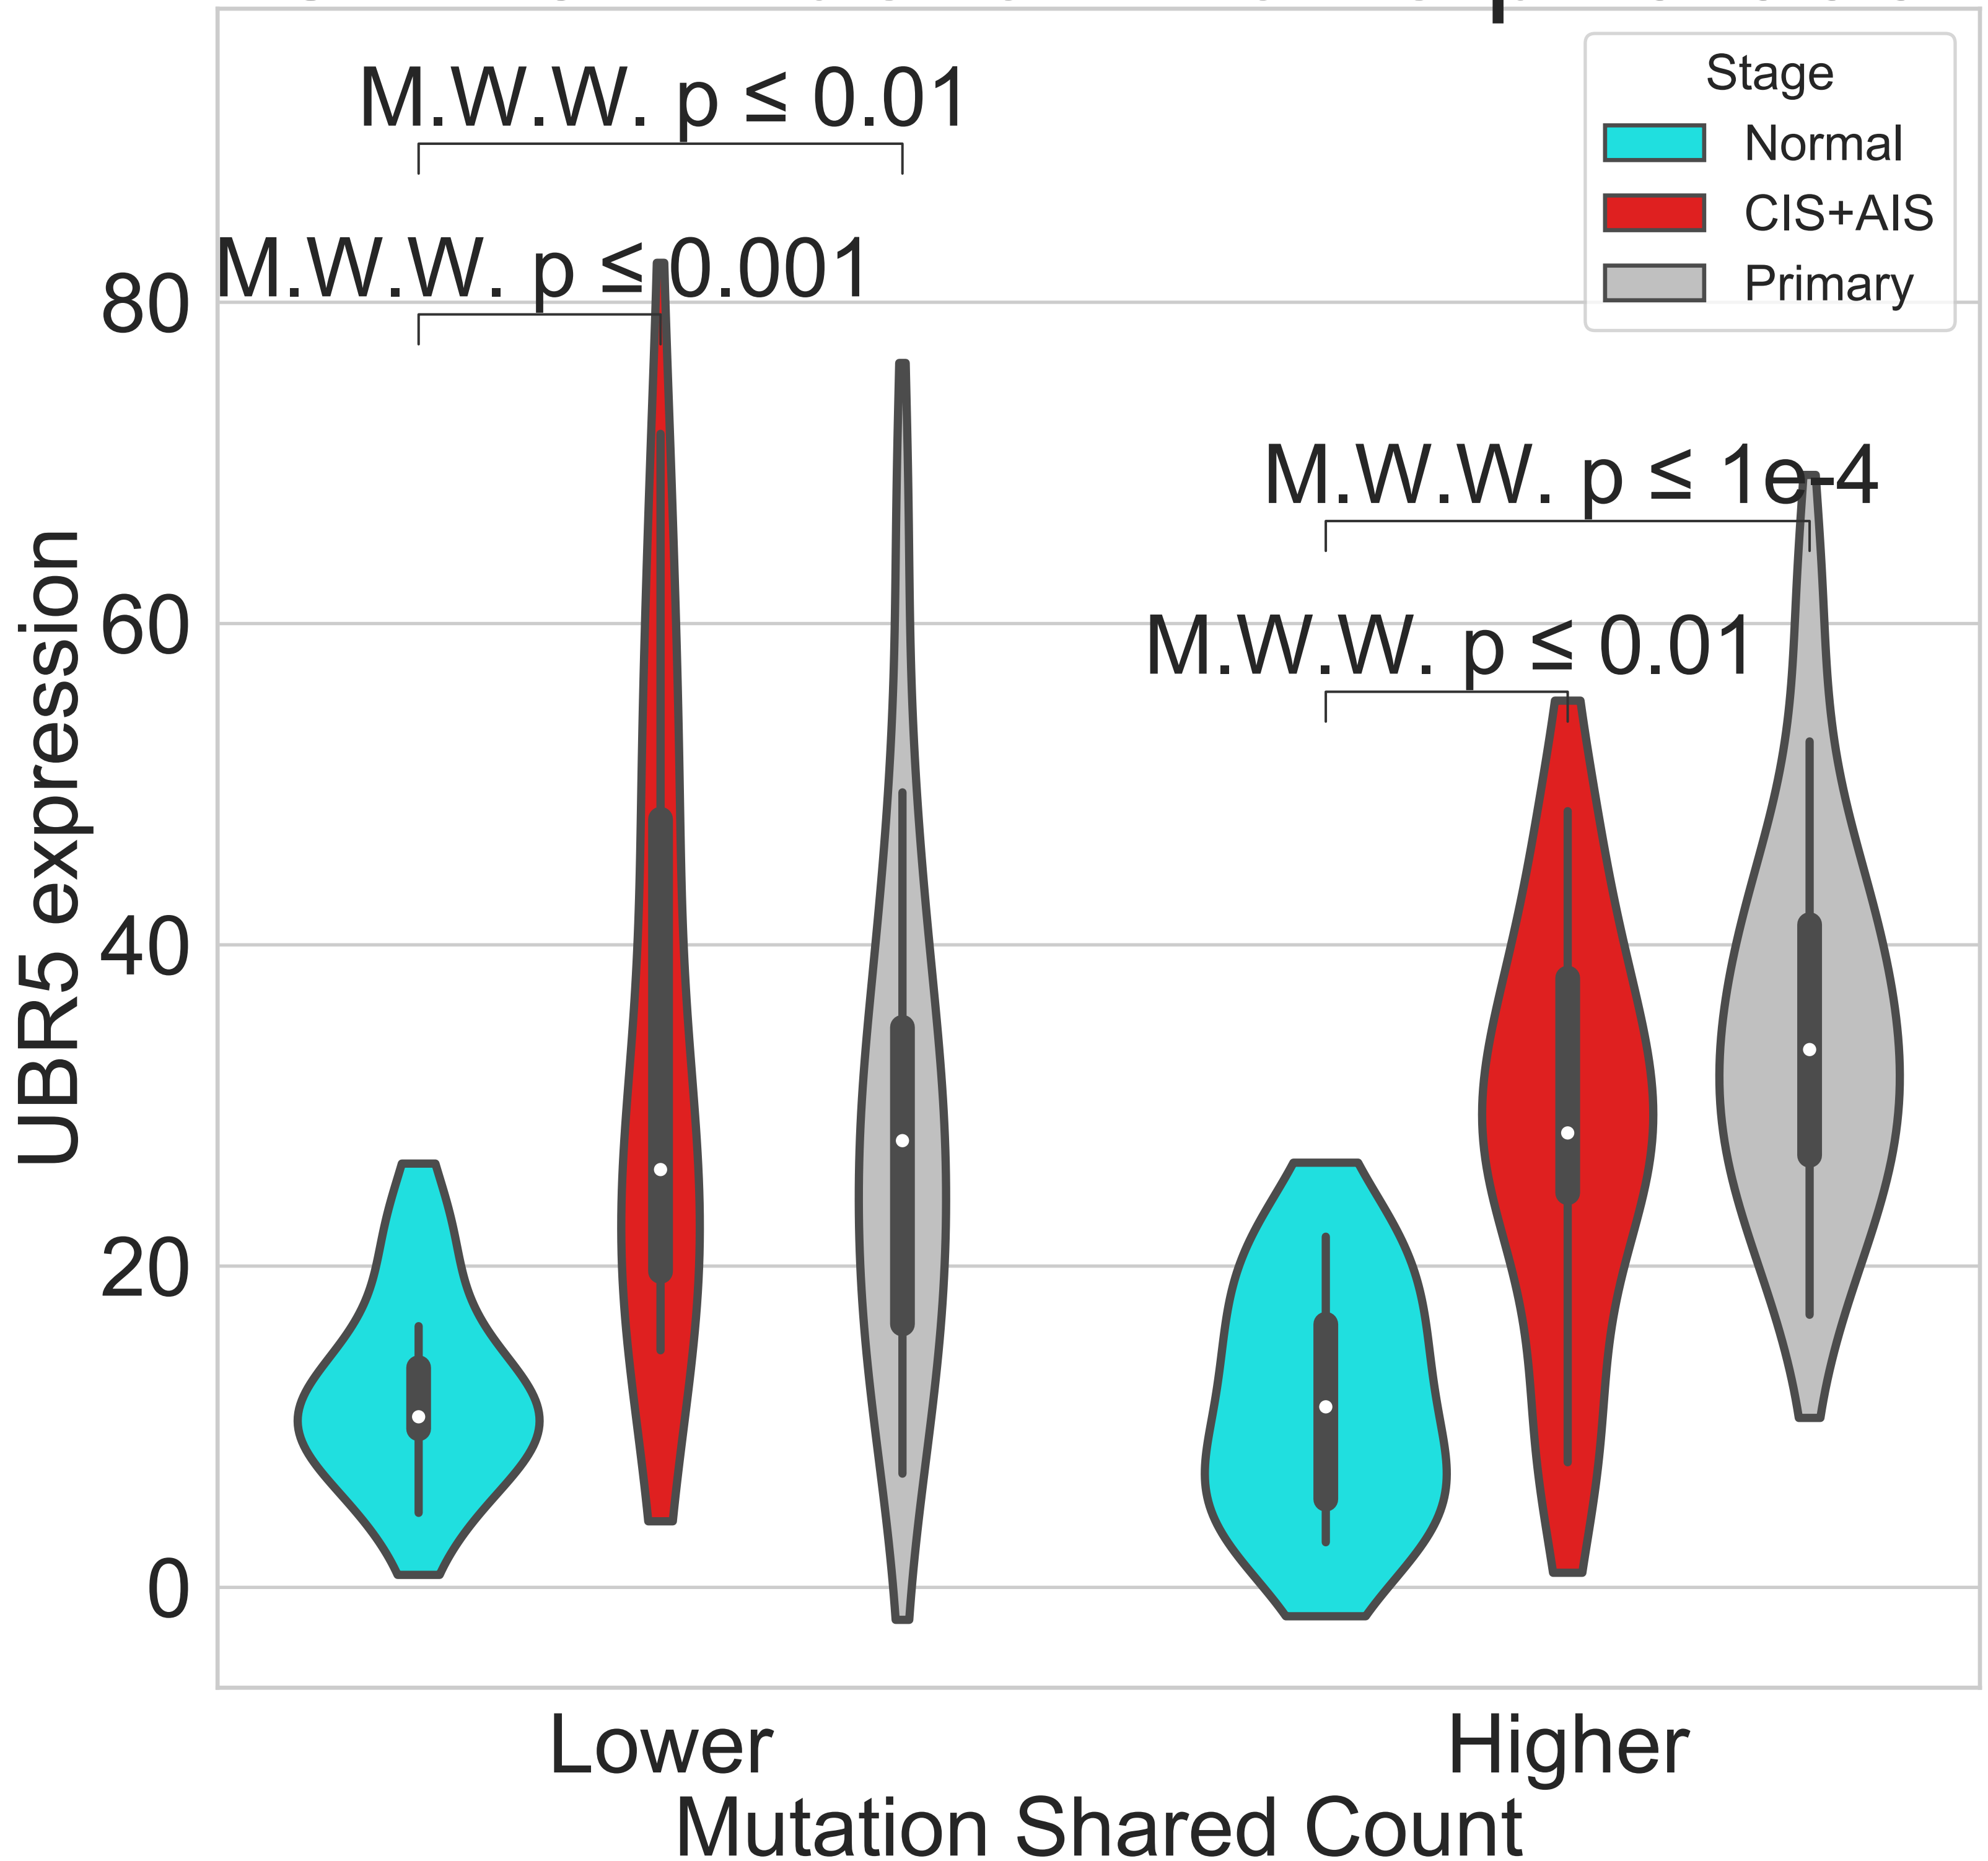 M.W.W. p ≤ 0.01
M.W.W. p ≤ 0.001
M.W.W. p ≤ 1e-4
M.W.W. p ≤ 0.01
Stage
Normal
CIS+AIS
Primary
UBR5 expression
80
60
40
20
0
Lower
Higher
Mutation Shared Count